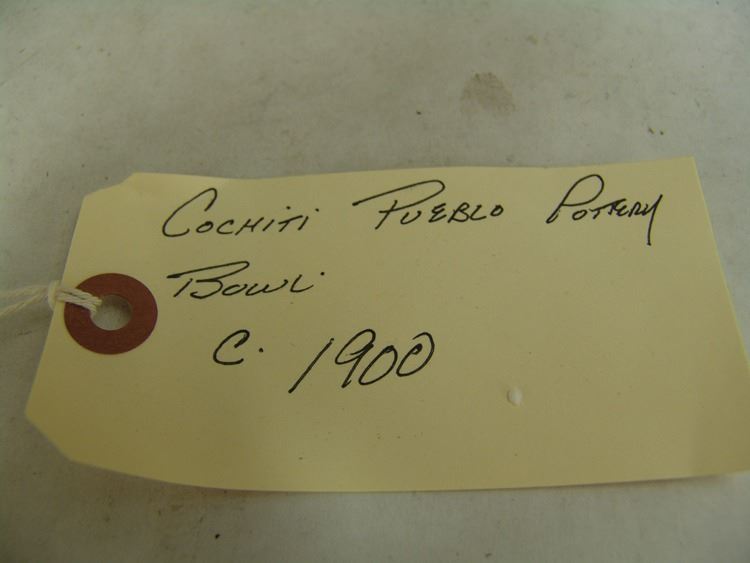 Cochiti Pueblo Pottery
Bowl
c. 1900